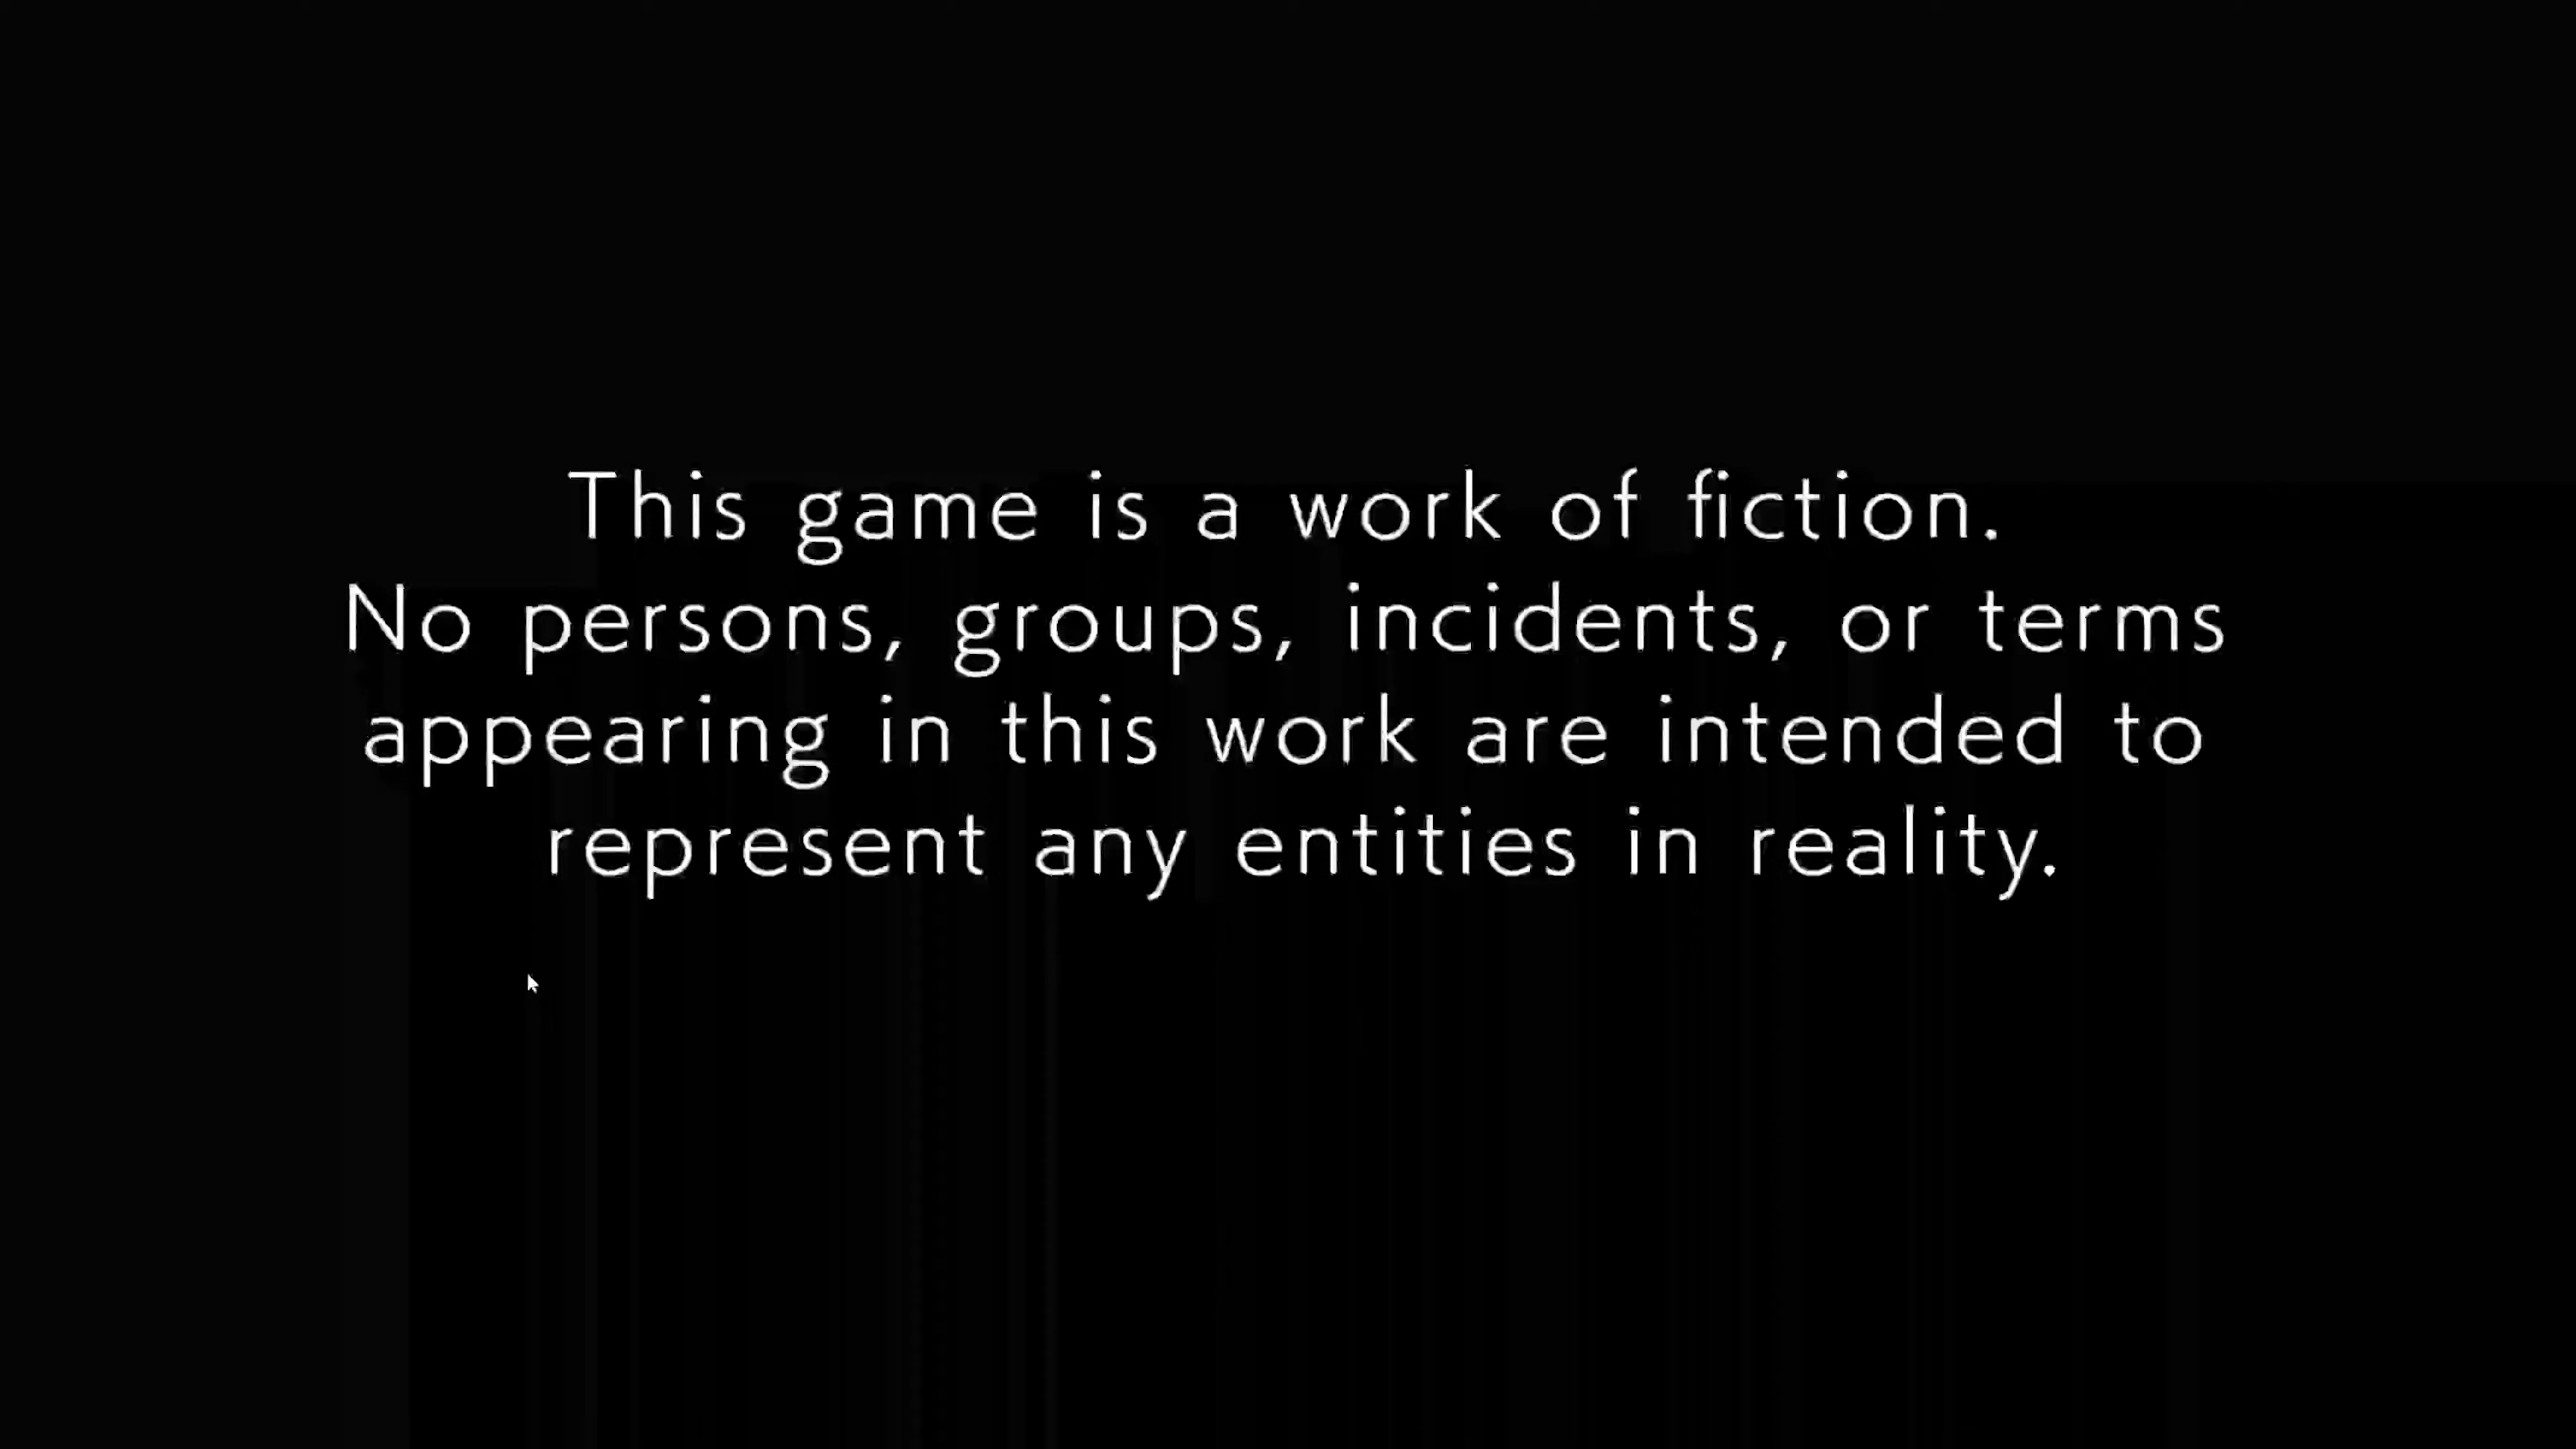 This game is a work of fiction.
No persons, groups, incidents, or terms
appearing in this work are intended to
represent any entities in reality.